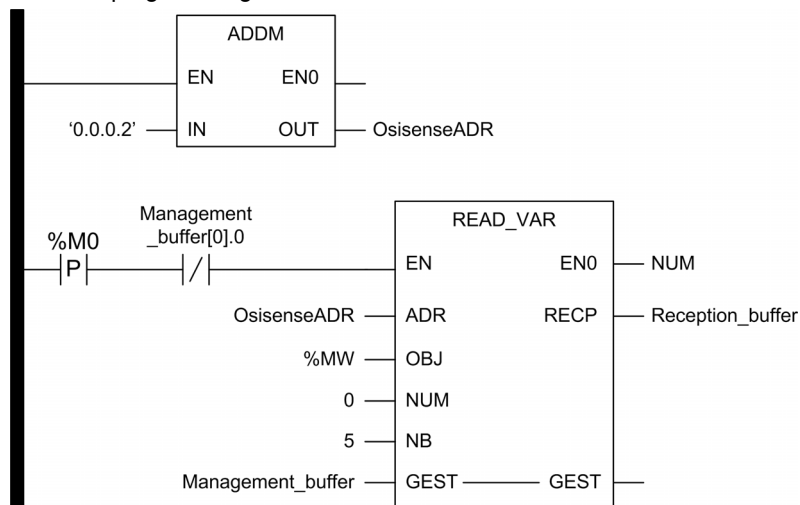 ADDM
EN EN0
'0.0.0.2' IN OUT OsisenseADR
Management
_buffer[0].0
%M0
P
/
READ_VAR
EN EN0 NUM
OsisenseADR ADR RECP Reception_buffer
%MW OBJ
0 NUM
5 NB
Management_buffer GEST GEST